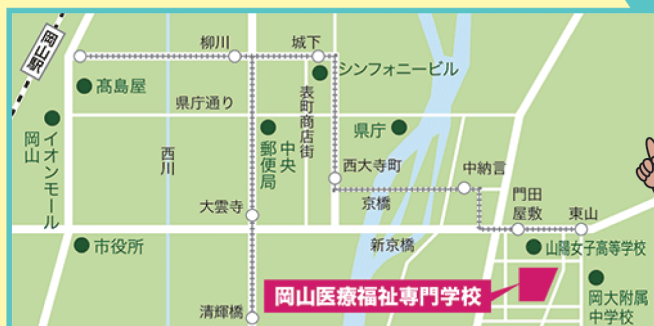 岡山駅
柳川
城下
シンフォニービル
髙島屋
県庁通り
表町商店街
県庁
イオンモール
岡山
西川
中央
郵便局
西大寺町
中納言
京橋
門田
屋敷
東山
大雲寺
新京橋
市役所
山陽女子高等学校
岡山医療福祉専門学校
岡大附属
中学校
清輝橋